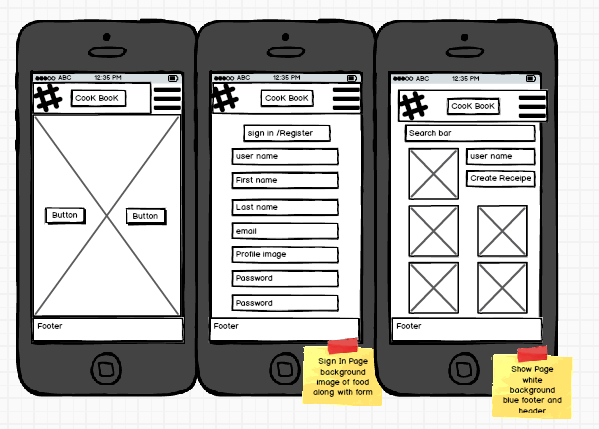 ABC 12:35 PM
CooK BooK
Button Button
Footer
ABC 12:35 PM
CooK BooK
sign in /Register
user name
First name
Last name
email
Profile image
Password
Password
Footer
Sign In Page
background
image of food
along with form
ABC 12:35 PM
CooK BooK
Search bar
user name
Create Receipe
Footer
Show Page
white
background
blue footer and
header